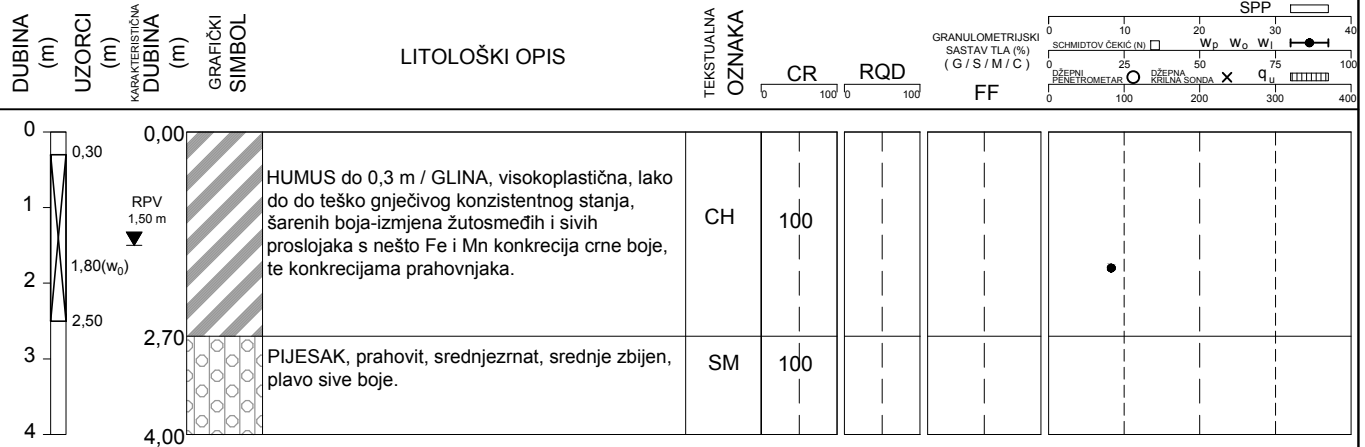 DUBINA
(m)
UZORCI
(m)
KARAKTERISTIČNA
DUBINA
(m)
GRAFIČKI
SIMBOL
LITOLOŠKI OPIS
TEKSTUALNA
OZNAKA
CR
0 100
RQD
0 100
GRANULOMETRIJSKI
SASTAV TLA (%)
( G / S / M / C )
FF
SPP
0 10 20 30 40
SCHMIDTOV ČEKIĆ (N) Wp Wo Wl
0 25 50 75 100
DŽEPNI
PENETROMETAR
DŽEPNA
KRILNA SONDA
qu
0 100 200 300 400
0
0,30
1
1,80(w0)
2
2,50
3
4
RPV
1,50 m
0,00
HUMUS do 0,3 m / GLINA, visokoplastična, lako
do do teško gnječivog konzistentnog stanja,
šarenih boja-izmjena žutosmeđih i sivih
proslojaka s nešto Fe i Mn konkrecija crne boje,
te konkrecijama prahovnjaka.
CH
100
2,70
PIJESAK, prahovit, srednjezrnat, srednje zbijen,
plavo sive boje.
SM
100
4,00